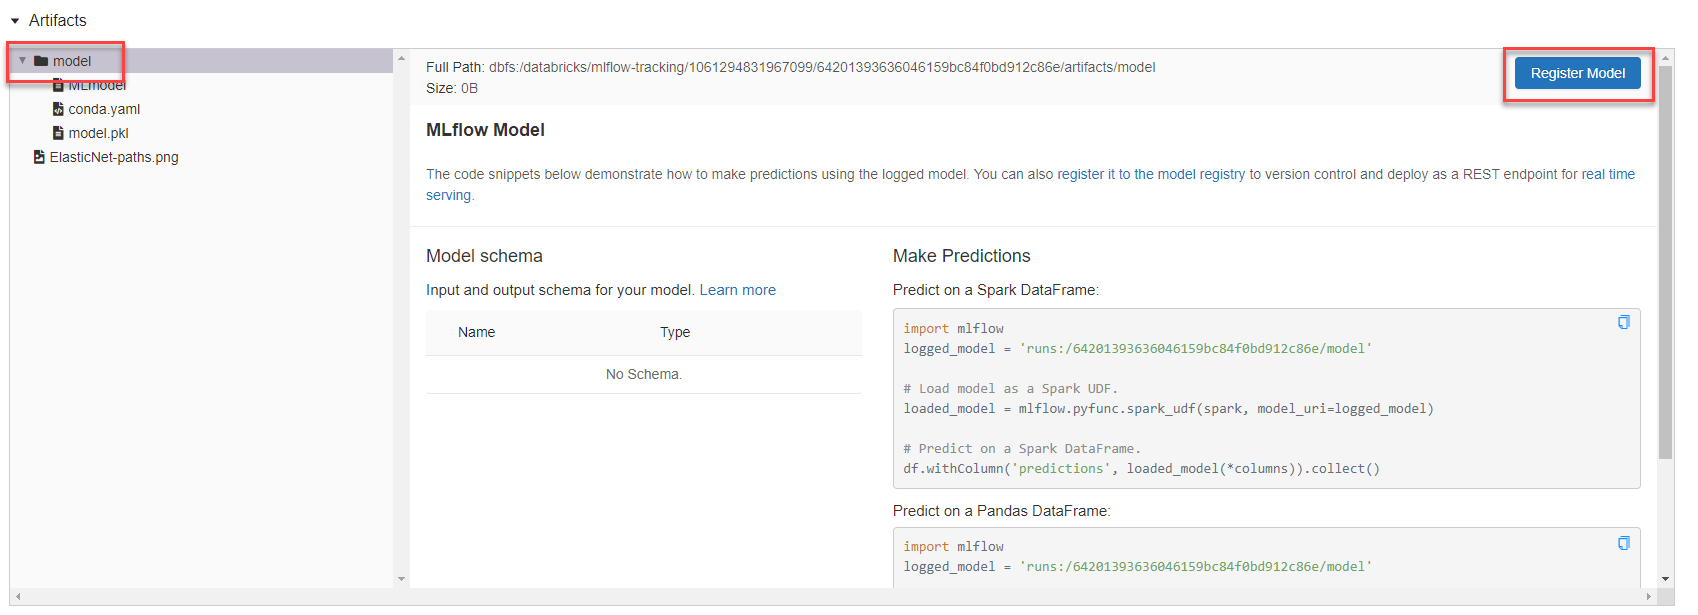 Artifacts
model
MLmodel
conda.yaml
model.pkl
ElasticNet-paths.png
Full Path: dbfs:/databricks/mlflow-tracking/1061294831967099/64201393636046159bc84f0bd912c86e/artifacts/model
Size: 0B
Register Model
MLflow Model
The code snippets below demonstrate how to make predictions using the logged model. You can also register it to the model registry to version control and deploy as a REST endpoint for real time
serving.
Model schema
Input and output schema for your model. Learn more
Name Type
No Schema.
Make Predictions
Predict on a Spark DataFrame:
import mlflow
logged_model = 'runs:/64201393636046159bc84f0bd912c86e/model'
# Load model as a Spark UDF.
loaded_model = mlflow.pyfunc.spark_udf(spark, model_uri=logged_model)
# Predict on a Spark DataFrame.
df.withColumn('predictions', loaded_model(*columns)).collect()
Predict on a Pandas DataFrame:
import mlflow
logged_model = 'runs:/64201393636046159bc84f0bd912c86e/model'